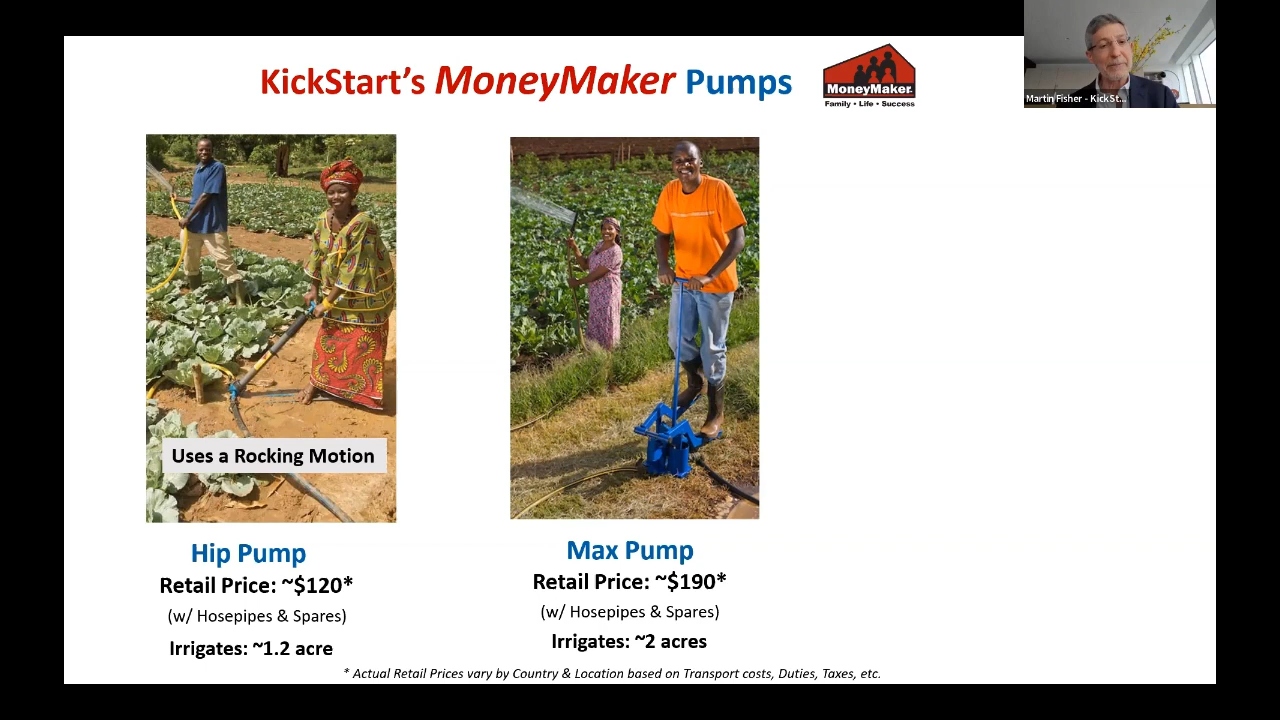 KickStart's MoneyMaker Pumps
MoneyMaker
Family • Life • Success
Martin Fisher - KickSt...
Uses a Rocking Motion
Hip Pump
Retail Price: ~$120*
(w/ Hosepipes & Spares)
Irrigates: ~1.2 acre
Max Pump
Retail Price: ~$190*
(w/ Hosepipes & Spares)
Irrigates: ~2 acres
* Actual Retail Prices vary by Country & Location based on Transport costs, Duties, Taxes, etc.